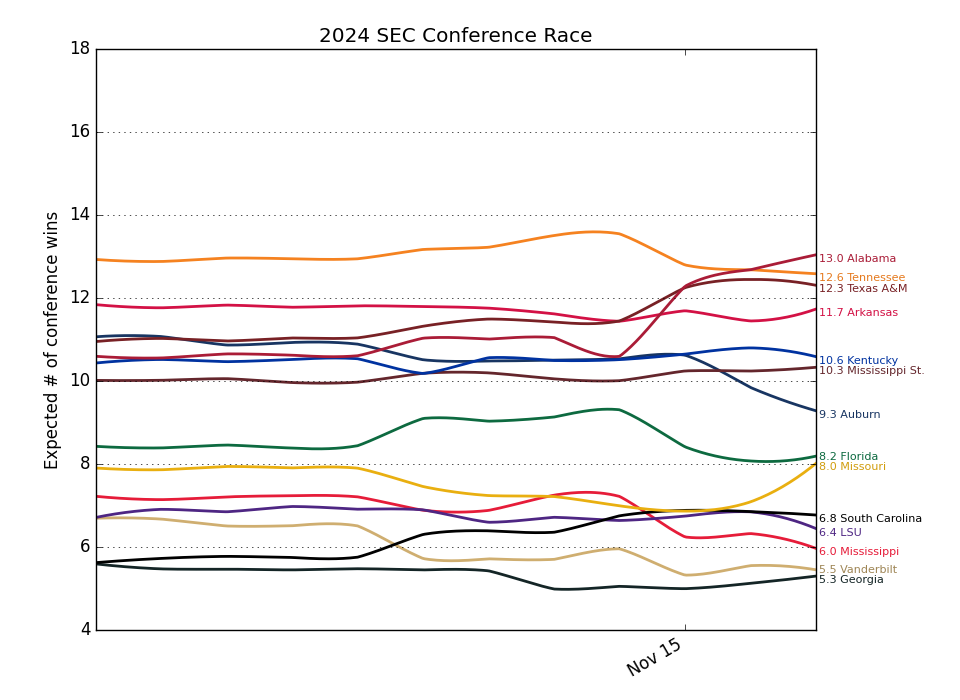 2024 SEC Conference Race
Expected # of conference wins
18
16
14
12
10
8
6
4
Nov 15
13.0 Alabama
12.6 Tennessee
12.3 Texas A&M
11.7 Arkansas
10.6 Kentucky
10.3 Mississippi St.
9.3 Auburn
8.2 Florida
8.0 Missouri
6.8 South Carolina
6.4 LSU
6.0 Mississippi
5.5 Vanderbilt
5.3 Georgia